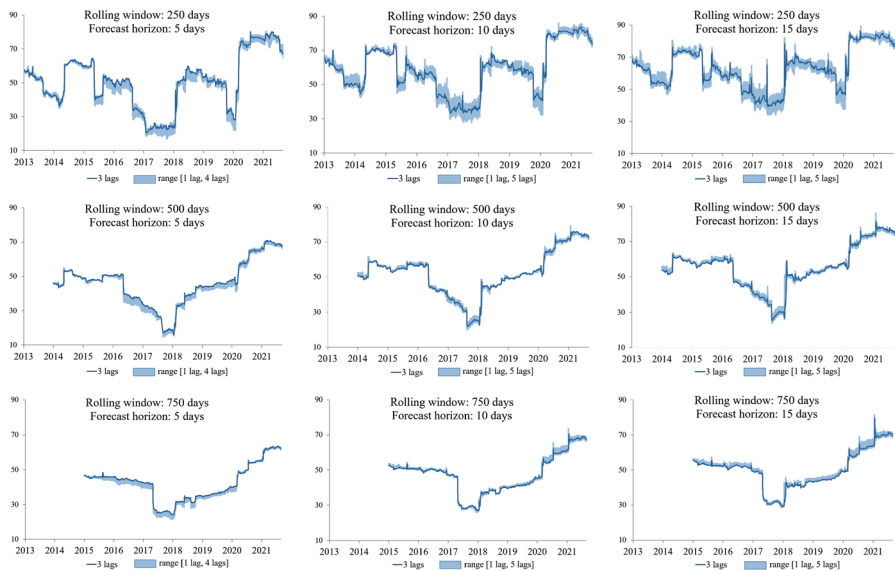 Rolling window: 250 days
Forecast horizon: 5 days
90
70
50
30
10
2013 2014 2015 2016 2017 2018 2019 2020 2021
3 lags range [1 lag, 4 lags]
Rolling window: 250 days
Forecast horizon: 10 days
90
70
50
30
10
2013 2014 2015 2016 2017 2018 2019 2020 2021
3 lags range [1 lag, 5 lags]
Rolling window: 250 days
Forecast horizon: 15 days
90
70
50
30
10
2013 2014 2015 2016 2017 2018 2019 2020 2021
3 lags range [1 lag, 5 lags]
Rolling window: 500 days
Forecast horizon: 5 days
90
70
50
30
10
2013 2014 2015 2016 2017 2018 2019 2020 2021
3 lags range [1 lag, 4 lags]
Rolling window: 500 days
Forecast horizon: 10 days
90
70
50
30
10
2013 2014 2015 2016 2017 2018 2019 2020 2021
3 lags range [1 lag, 5 lags]
Rolling window: 500 days
Forecast horizon: 15 days
90
70
50
30
10
2013 2014 2015 2016 2017 2018 2019 2020 2021
3 lags range [1 lag, 5 lags]
Rolling window: 750 days
Forecast horizon: 5 days
90
70
50
30
10
2013 2014 2015 2016 2017 2018 2019 2020 2021
3 lags range [1 lag, 4 lags]
Rolling window: 750 days
Forecast horizon: 10 days
90
70
50
30
10
2013 2014 2015 2016 2017 2018 2019 2020 2021
3 lags range [1 lag, 5 lags]
Rolling window: 750 days
Forecast horizon: 15 days
90
70
50
30
10
2013 2014 2015 2016 2017 2018 2019 2020 2021
3 lags range [1 lag, 5 lags]